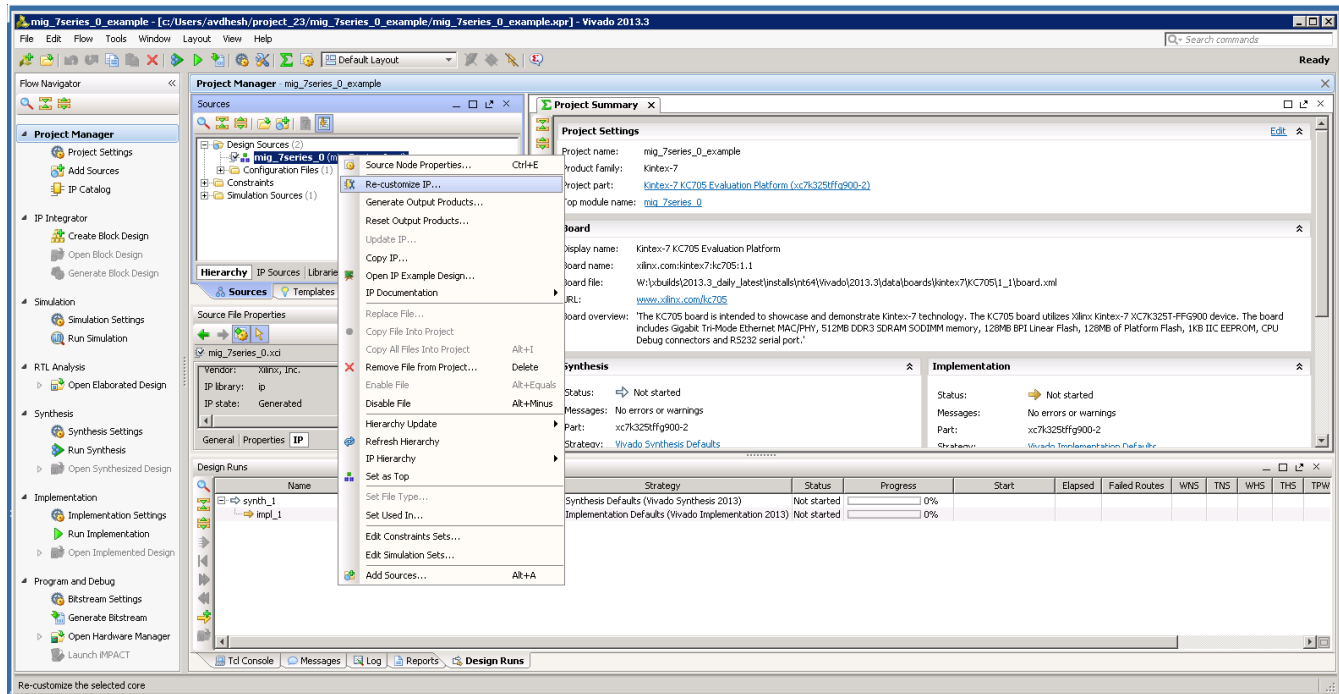 mig_7series_0_example - [c:/Users/avdhesh/project_23/mig_7series_0_example/mig_7series_0_example.xpr] - Vivado 2013.3
File Edit Flow Tools Window Layout View Help
Search commands
Default Layout
Ready
Flow Navigator
Project Manager
Project Settings
Add Sources
IP Catalog
IP Integrator
Create Block Design
Open Block Design
Generate Block Design
Simulation
Simulation Settings
Run Simulation
RTL Analysis
Open Elaborated Design
Synthesis
Synthesis Settings
Run Synthesis
Open Synthesized Design
Implementation
Implementation Settings
Run Implementation
Open Implemented Design
Program and Debug
Bitstream Settings
Generate Bitstream
Open Hardware Manager
Launch iMPACT
Project Manager - mig_7series_0_example
Sources
Design Sources (2)
mig_7series_0
Configuration Files (1)
Constraints
Simulation Sources (1)
Hierarchy IP Sources Librarie
Sources Templates
Source File Properties
mig_7series_0.xci
Vendor: Xilinx, Inc.
IP library: ip
IP state: Generated
General Properties IP
Source Node Properties... Ctrl+E
Re-customize IP...
Generate Output Products...
Reset Output Products...
Update IP...
Copy IP...
Open IP Example Design...
IP Documentation
Replace File...
Copy File Into Project
Copy All Files Into Project Alt+I
Remove File from Project... Delete
Enable File Alt+Equals
Disable File Alt+Minus
Hierarchy Update
Refresh Hierarchy
IP Hierarchy
Set as Top
Set File Type...
Set Used In...
Edit Constraints Sets...
Edit Simulation Sets...
Add Sources... Alt+A
Project Summary
Project Settings Edit
Project name: mig_7series_0_example
Product family: Kintex-7
Project part: Kintex-7 KC705 Evaluation Platform (xc7k325tffg900-2)
Top module name: mig_7series_0
Board
Display name: Kintex-7 KC705 Evaluation Platform
Board name: xilinx.com:kintex7:kc705:1.1
Board file: W:\xbuilds\2013.3_daily_latest\installs\nt64\Vivado\2013.3\data\boards\kintex7\KC705\1_1\board.xml
URL: www.xilinx.com/kc705
Board overview: 'The KC705 board is intended to showcase and demonstrate Kintex-7 technology. The KC705 board utilizes Xilinx Kintex-7 XC7K325T-FFG900 device. The board
includes Gigabit Tri-Mode Ethernet MAC/PHY, 512MB DDR3 SDRAM SODIMM memory, 128MB BPI Linear Flash, 128MB of Platform Flash, 1KB IIC EEPROM, CPU
Debug connectors and RS232 serial port.'
Synthesis
Status: Not started
Messages: No errors or warnings
Part: xc7k325tffg900-2
Strategy: Vivado Synthesis Defaults
Implementation
Status: Not started
Messages: No errors or warnings
Part: xc7k325tffg900-2
Strategy: Vivado Implementation Defaults
Design Runs
Name Strategy Status Progress Start Elapsed Failed Routes WNS TNS WHS THS TPW
synth_1 Synthesis Defaults (Vivado Synthesis 2013) Not started 0%
impl_1 Implementation Defaults (Vivado Implementation 2013) Not started 0%
Tcl Console Messages Log Reports Design Runs
Re-customize the selected core